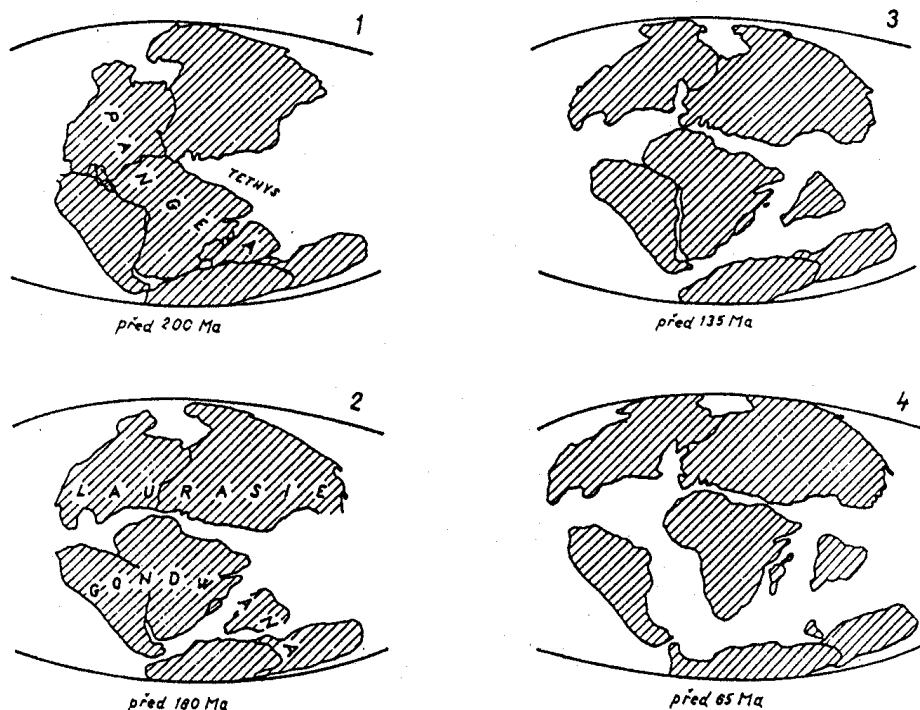 1
PANGEA
TETHYS
před 200 Ma
3
před 135 Ma
2
LAURASIE
GONDWANA
před 180 Ma
4
před 65 Ma